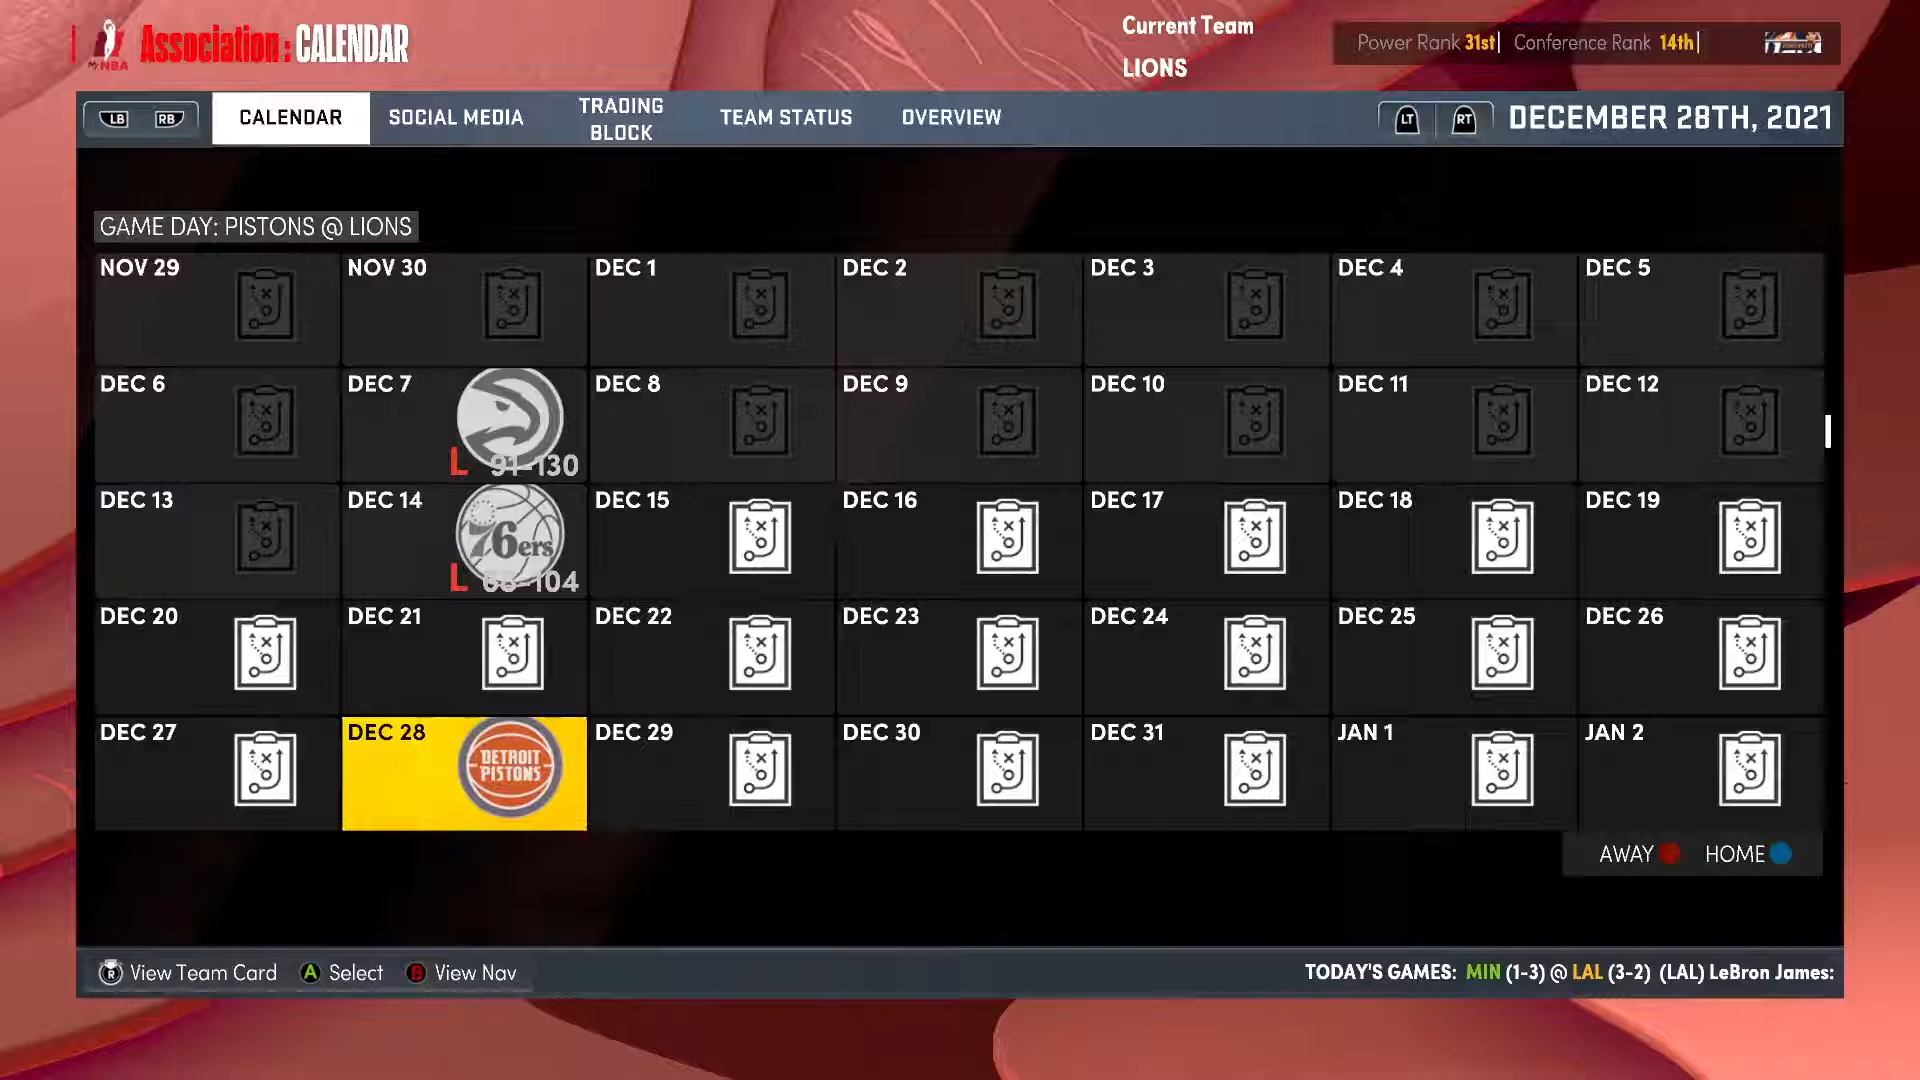 Current Team
MyNBA Association: CALENDAR
Power Rank 31st| Conference Rank 14th|
LIONS
LB RB CALENDAR SOCIAL MEDIA TRADING BLOCK TEAM STATUS OVERVIEW LT RT DECEMBER 28TH, 2021
GAME DAY: PISTONS @ LIONS
NOV 29 NOV 30 DEC 1 DEC 2 DEC 3 DEC 4 DEC 5
DEC 6 DEC 7 DEC 8 DEC 9 DEC 10 DEC 11 DEC 12
L 91-130
DEC 13 DEC 14 DEC 15 DEC 16 DEC 17 DEC 18 DEC 19
76ers
L -104
DEC 20 DEC 21 DEC 22 DEC 23 DEC 24 DEC 25 DEC 26
DEC 27 DEC 28 DEC 29 DEC 30 DEC 31 JAN 1 JAN 2
DETROIT
PISTONS
AWAY HOME
R View Team Card A Select B View Nav TODAY'S GAMES: MIN (1-3) @ LAL (3-2) (LAL) LeBron James: